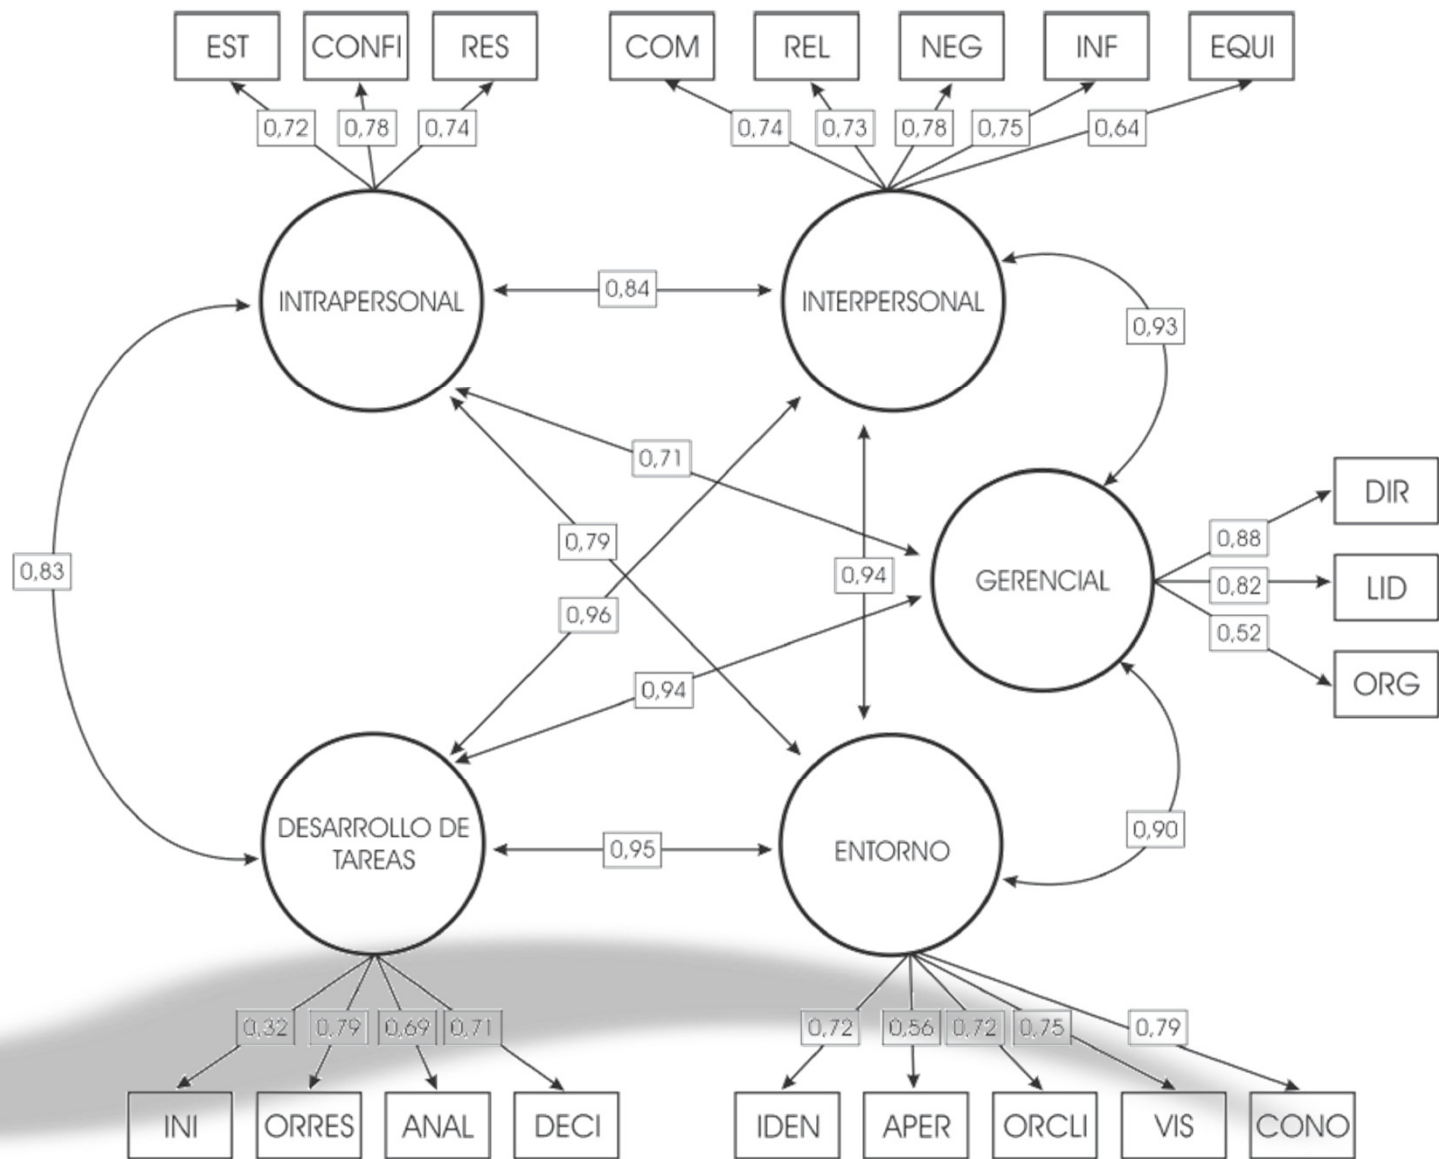 EST CONFI RES COM REL NEG INF EQUI
0,72 0,78 0,74 0,74 0,73 0,78 0,75 0,64
INTRAPERSONAL 0,84 INTERPERSONAL
0,93
0,71
DIR
0,88
0,79
0,83 0,94 GERENCIAL 0,82 LID
0,96
0,52
0,94
ORG
DESARROLLO DE
TAREAS
0,95 ENTORNO
0,90
0,32 0,79 0,69 0,71 0,72 0,56 0,72 0,75 0,79
INI ORRES ANAL DECI IDEN APER ORCLI VIS CONO